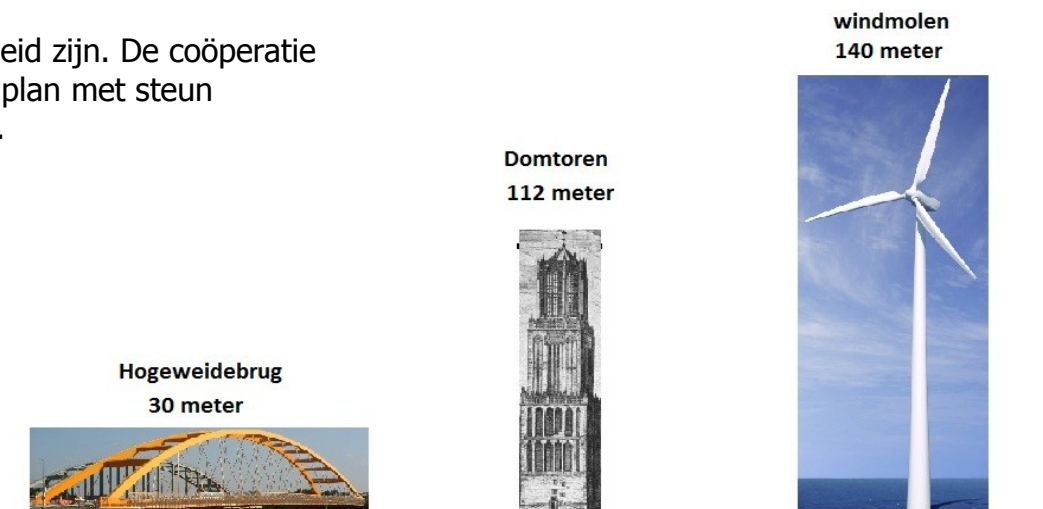 eid zijn. De coöperatie
plan met steun
.
windmolen
140 meter
Domtoren
112 meter
Hogeweidebrug
30 meter